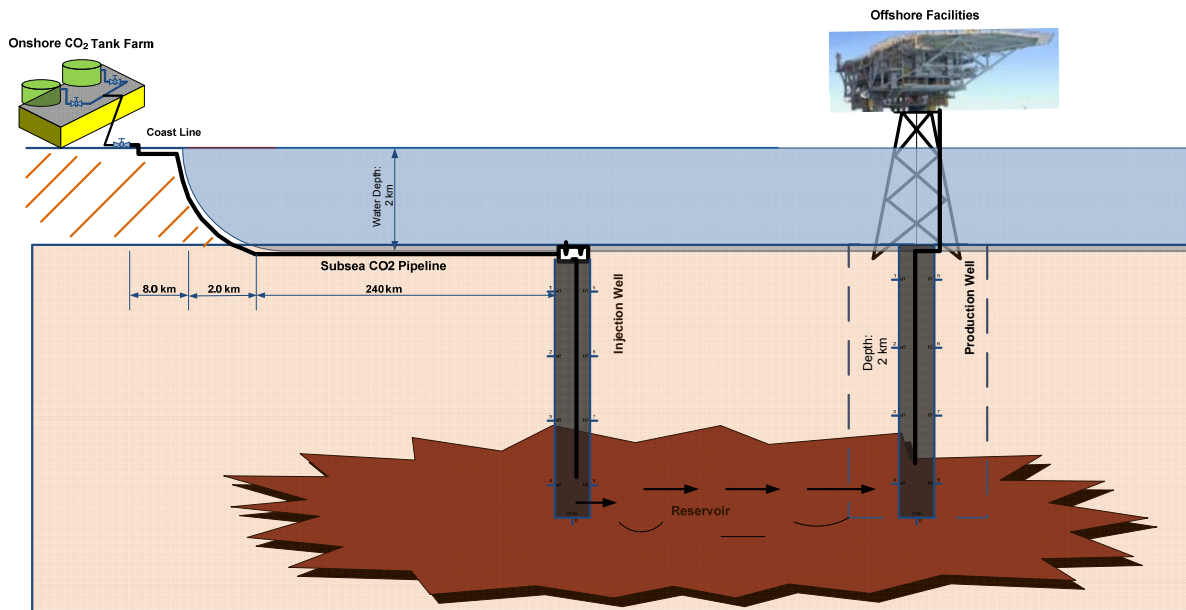 Offshore Facilities
Onshore CO2 Tank Farm
Coast Line
Water Depth:
2 km
Subsea CO2 Pipeline
8.0 km
2.0 km
240 km
Injection Well
Production Well
Depth:
2 km
Reservoir